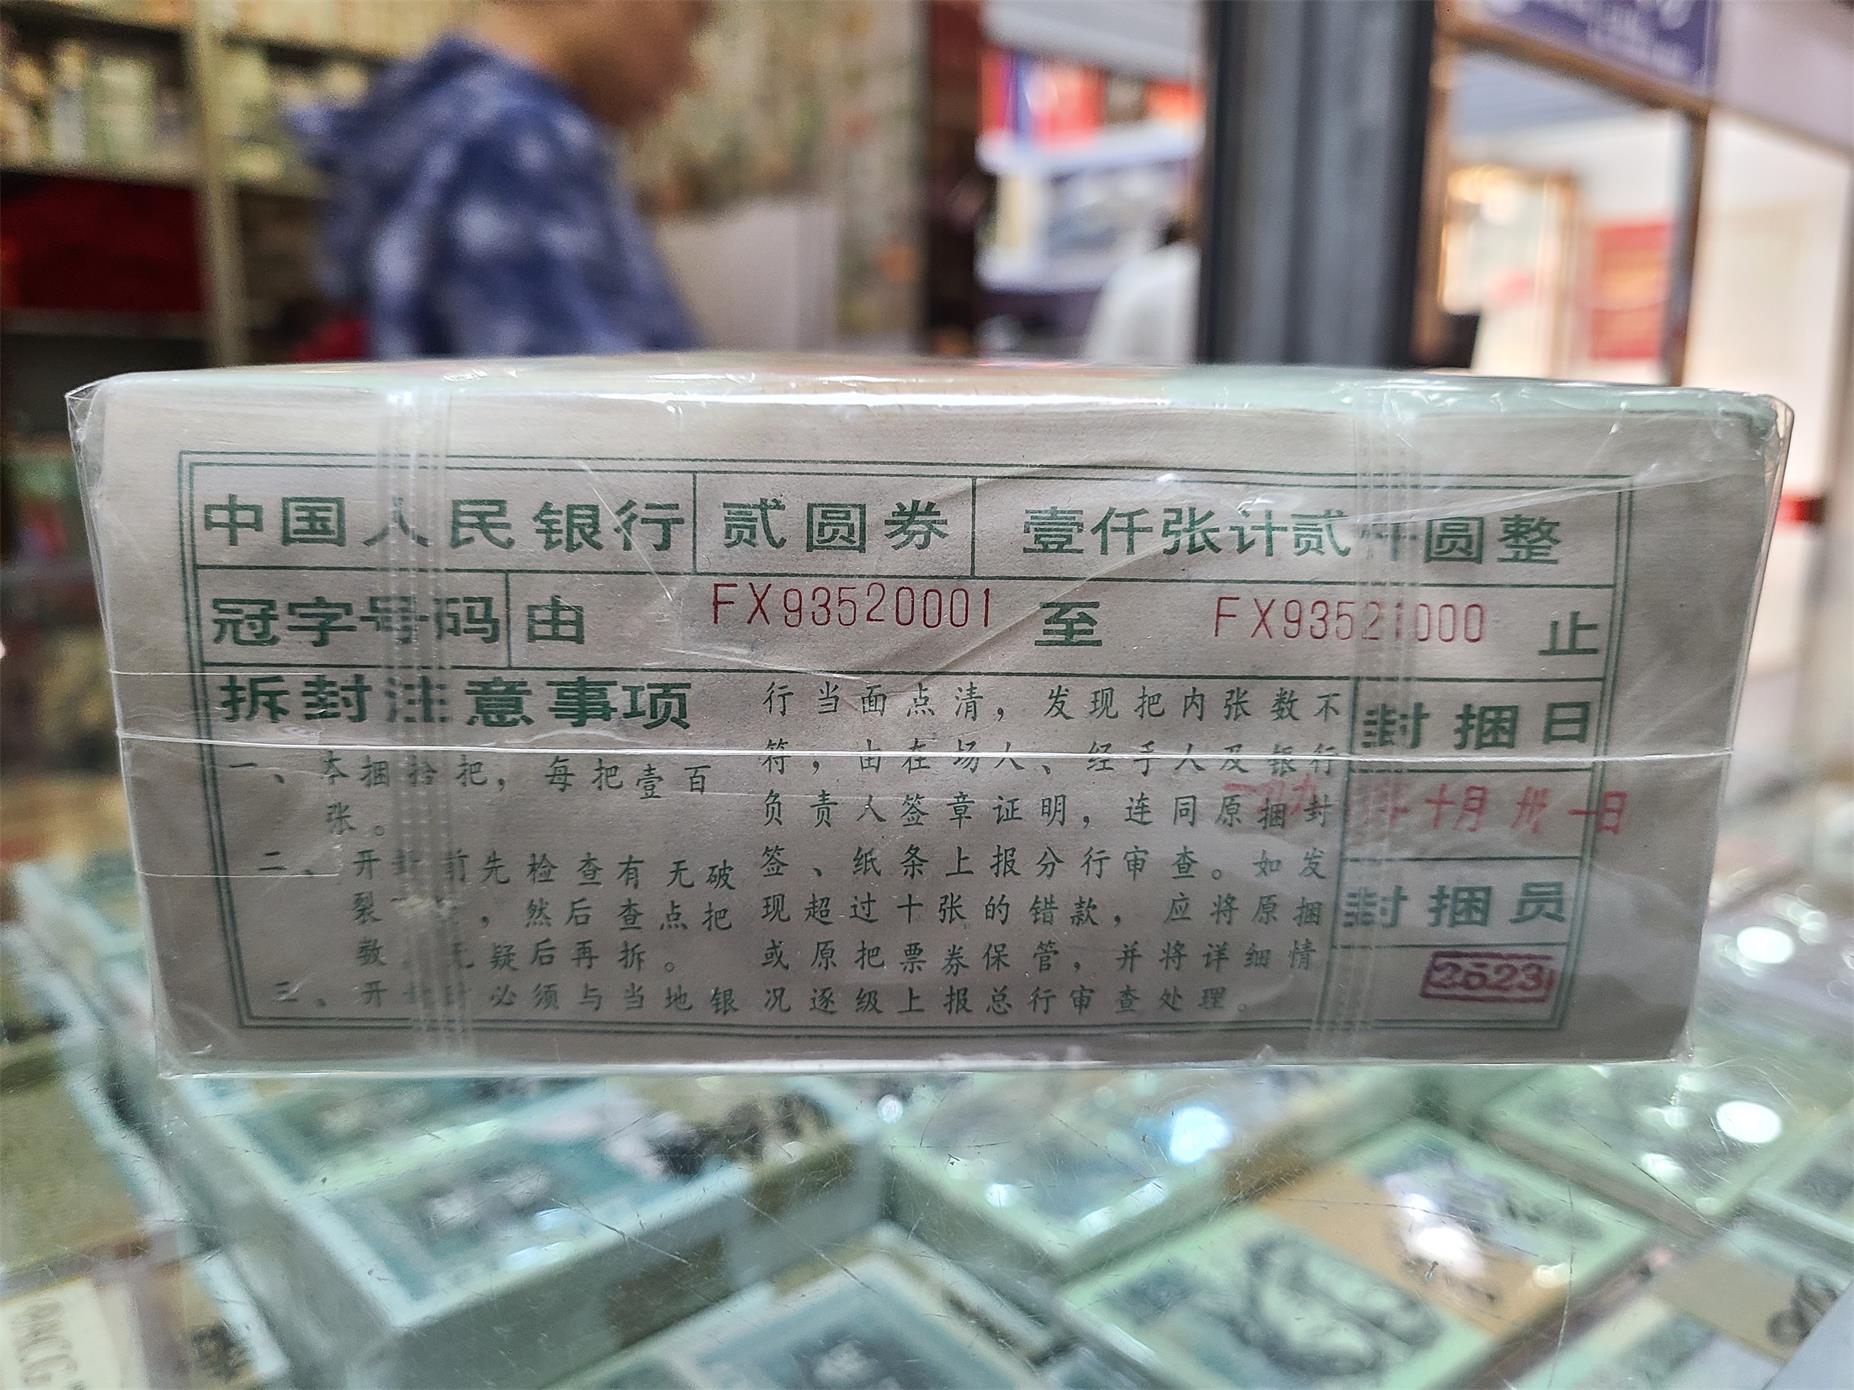 中国人民银行 贰圆券 壹仟张计贰仟圆整
冠字号码 由 FX93520001 至 FX93521000 止
拆封注意事项
一、本捆拾把，每把壹百
张。
二、开封前先检查有无破
裂 ，然后查点把
数，无疑后再拆。
三、开封时必须与当地银
行当面点清，发现把内张数不
符，由在场人、经手人及银行
负责人签章证明，连同原捆封
签、纸条上报分行审查。如发
现超过十张的错款，应将原捆
或原把票券保管，并将详细情
况逐级上报总行审查处理。
封捆日
一九九 年十月卅一日
封捆员
2523